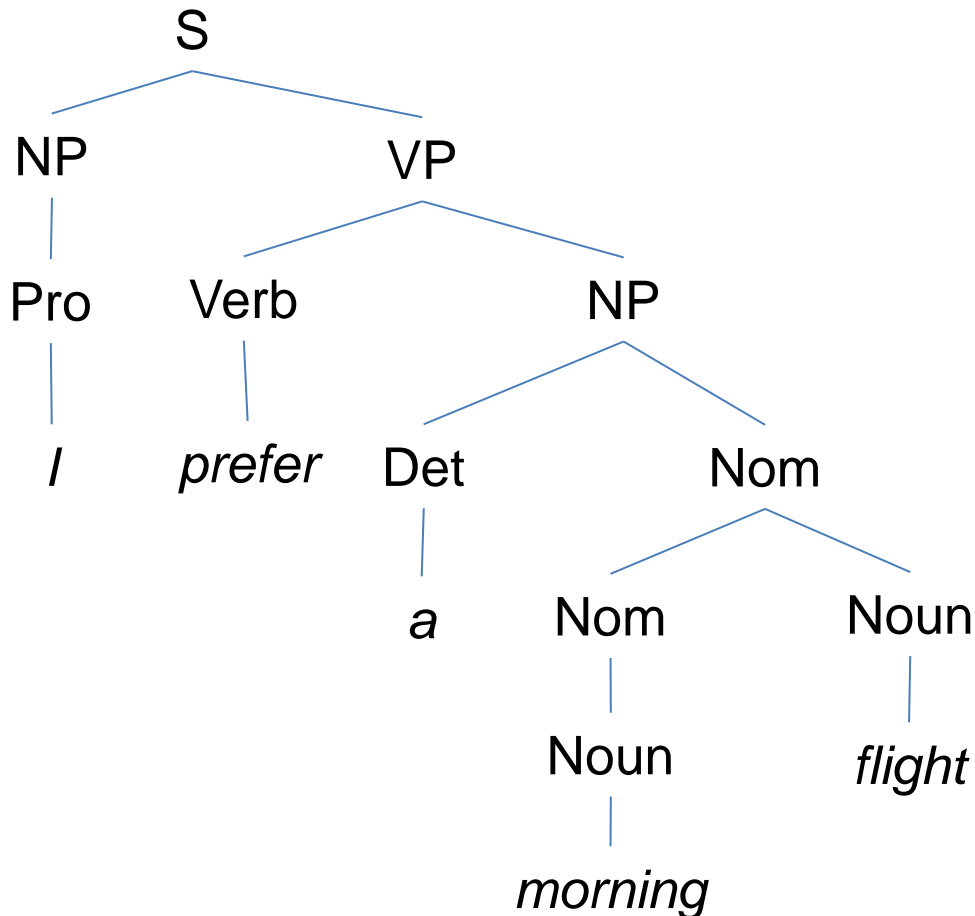 S
NP VP
Pro Verb NP
I prefer Det Nom
a Nom Noun
Noun flight
morning